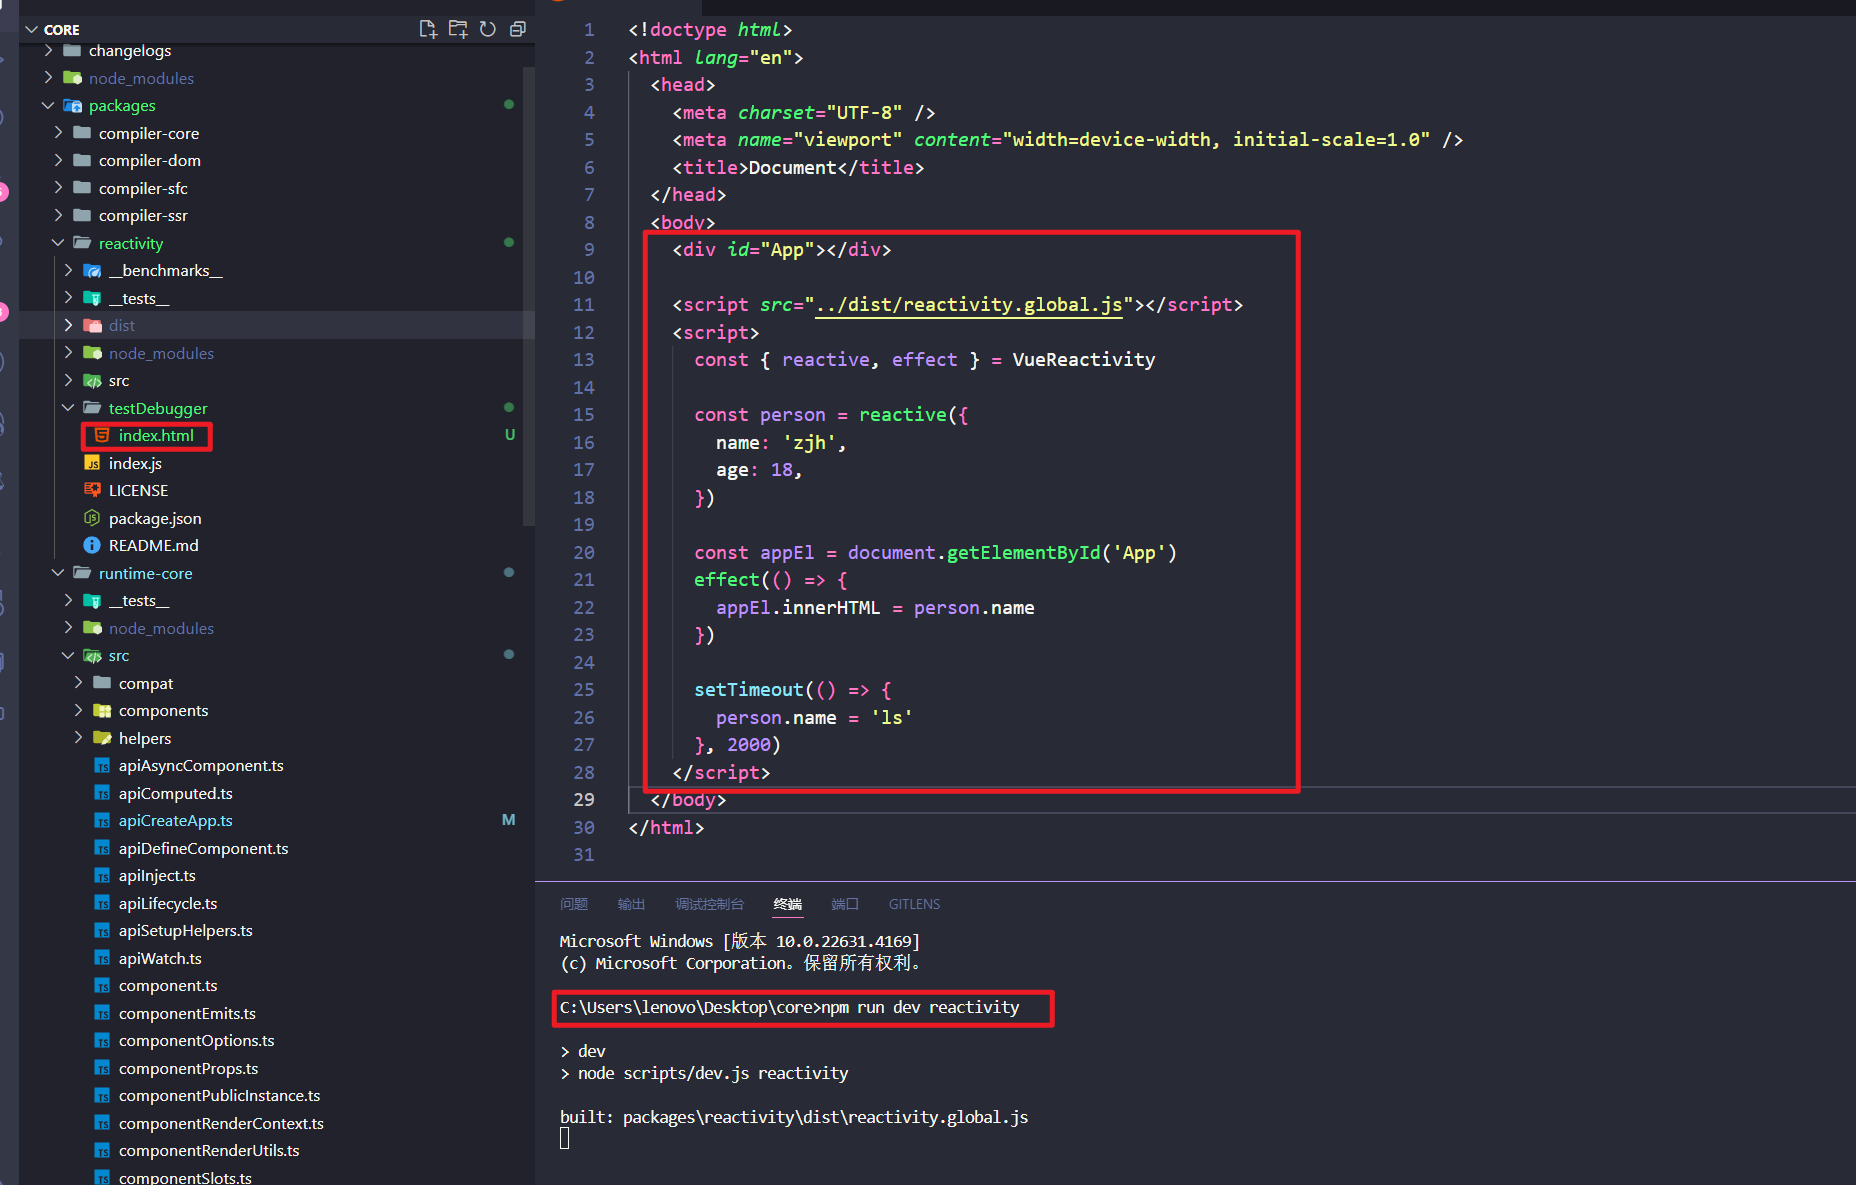 CORE
changelogs
node_modules
packages
compiler-core
compiler-dom
compiler-sfc
compiler-ssr
reactivity
__benchmarks__
__tests__
dist
node_modules
src
testDebugger
index.html U
index.js
LICENSE
package.json
README.md
runtime-core
__tests__
node_modules
src
compat
components
helpers
apiAsyncComponent.ts
apiComputed.ts
apiCreateApp.ts M
apiDefineComponent.ts
apiInject.ts
apiLifecycle.ts
apiSetupHelpers.ts
apiWatch.ts
component.ts
componentEmits.ts
componentOptions.ts
componentProps.ts
componentPublicInstance.ts
componentRenderContext.ts
componentRenderUtils.ts
componentSlots.ts
1 <!doctype html>
2 <html lang="en">
3 <head>
4 <meta charset="UTF-8" />
5 <meta name="viewport" content="width=device-width, initial-scale=1.0" />
6 <title>Document</title>
7 </head>
8 <body>
9 <div id="App"></div>
10
11 <script src="../dist/reactivity.global.js"></script>
12 <script>
13 const { reactive, effect } = VueReactivity
14
15 const person = reactive({
16 name: 'zjh',
17 age: 18,
18 })
19
20 const appEl = document.getElementById('App')
21 effect(() => {
22 appEl.innerHTML = person.name
23 })
24
25 setTimeout(() => {
26 person.name = 'ls'
27 }, 2000)
28 </script>
29 </body>
30 </html>
31
问题 输出 调试控制台 终端 端口 GITLENS
Microsoft Windows [版本 10.0.22631.4169]
(c) Microsoft Corporation。保留所有权利。
C:\Users\lenovo\Desktop\core>npm run dev reactivity
> dev
> node scripts/dev.js reactivity
built: packages\reactivity\dist\reactivity.global.js